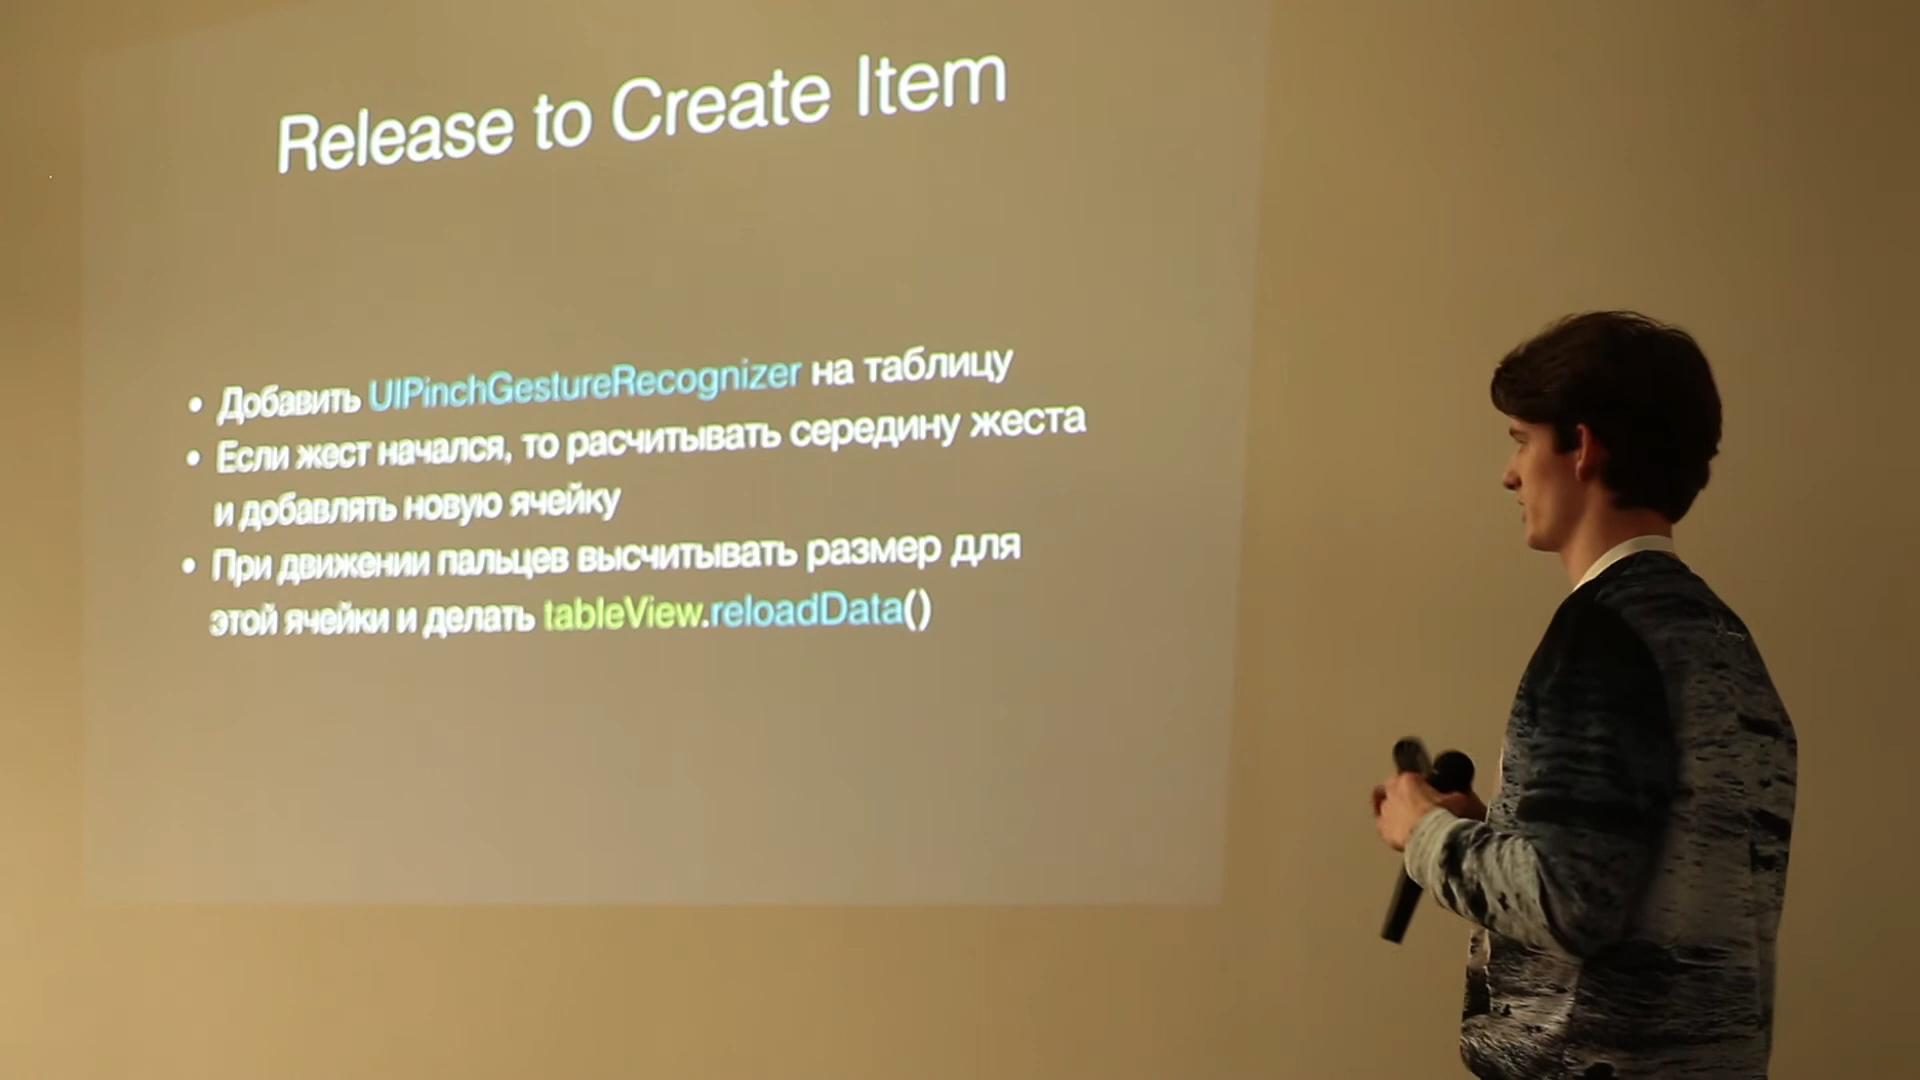 Release to Create Item
• Добавить UIPinchGestureRecognizer на таблицу
• Если жест начался, то расчитывать середину жеста
и добавлять новую ячейку
• При движении пальцев высчитывать размер для
этой ячейки и делать tableView.reloadData()